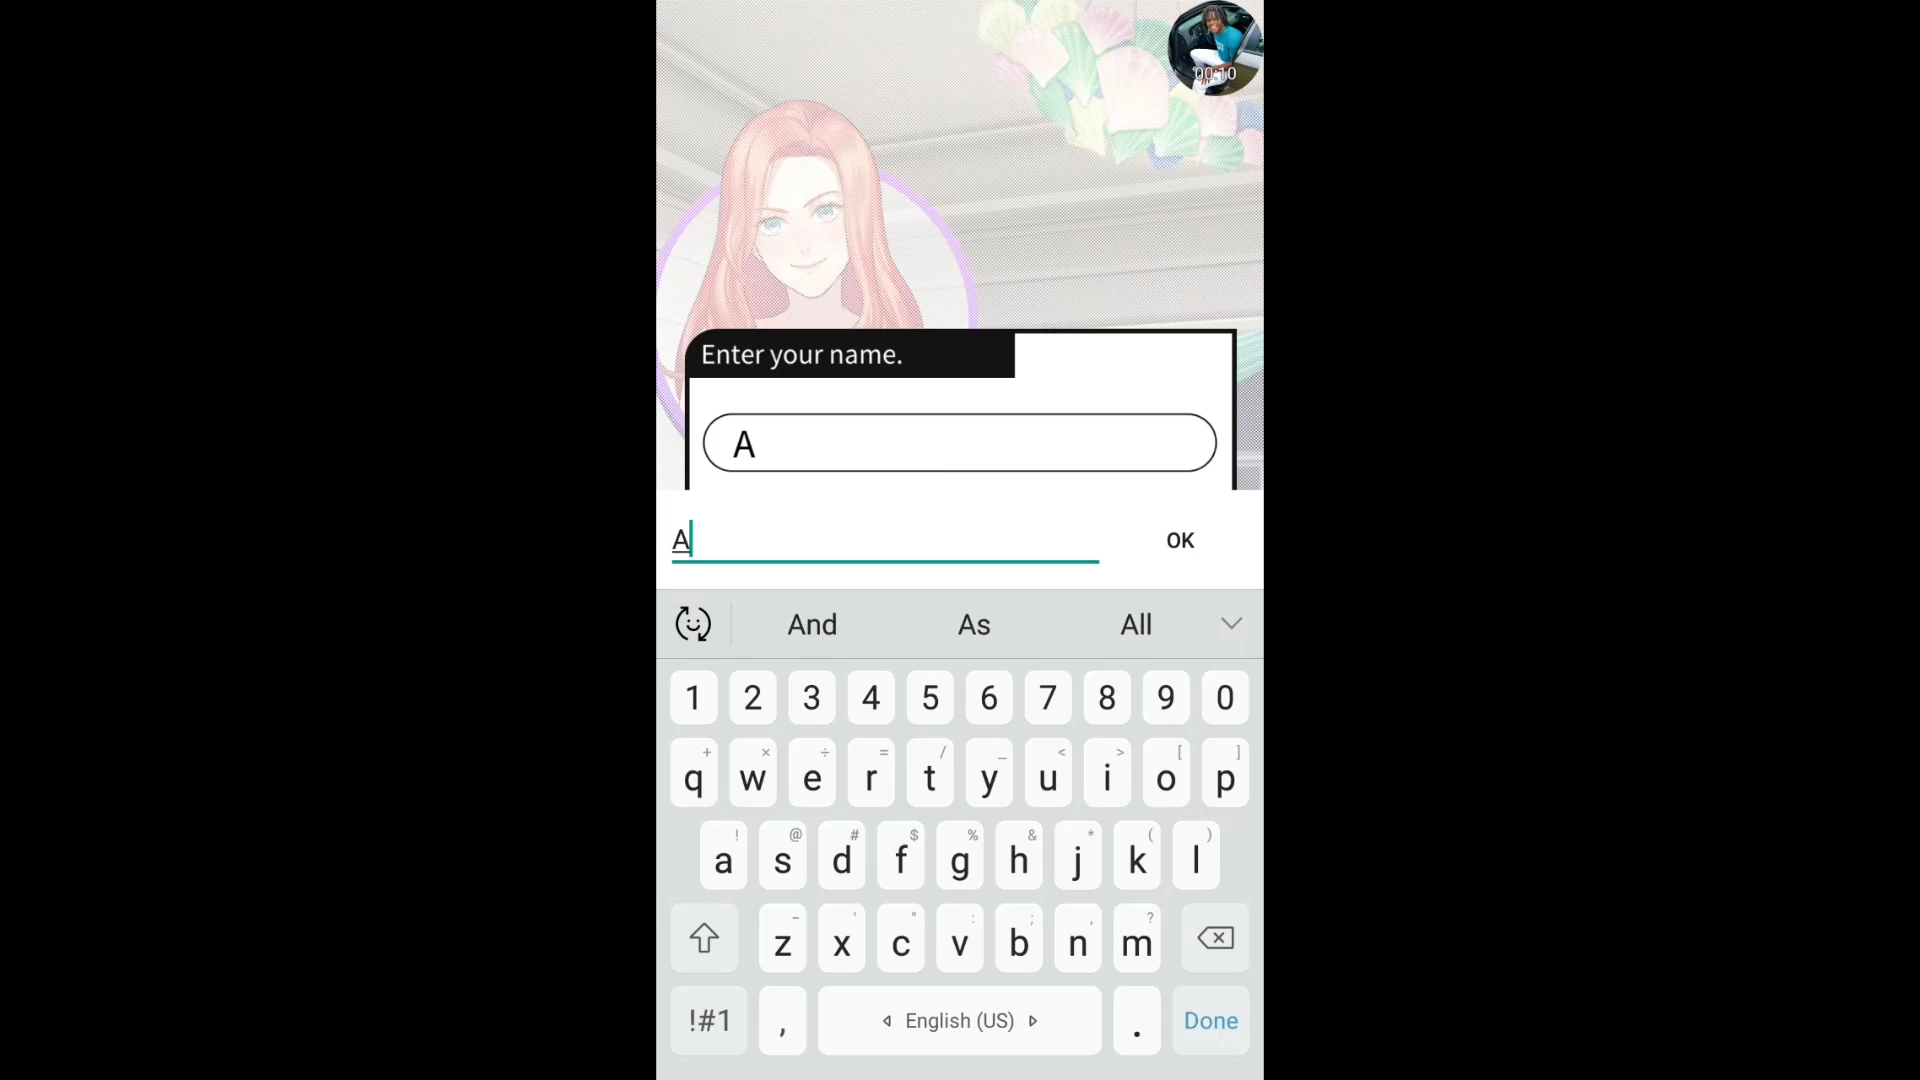 00:10
Enter your name.
A
A OK
And As All
1 2 3 4 5 6 7 8 9 0
+ × ÷ = / _ < > [ ]
q w e r t y u i o p
! @ # $ % & * ( )
a s d f g h j k l
- ' " : ; , ?
z x c v b n m
!#1 , English (US) . Done